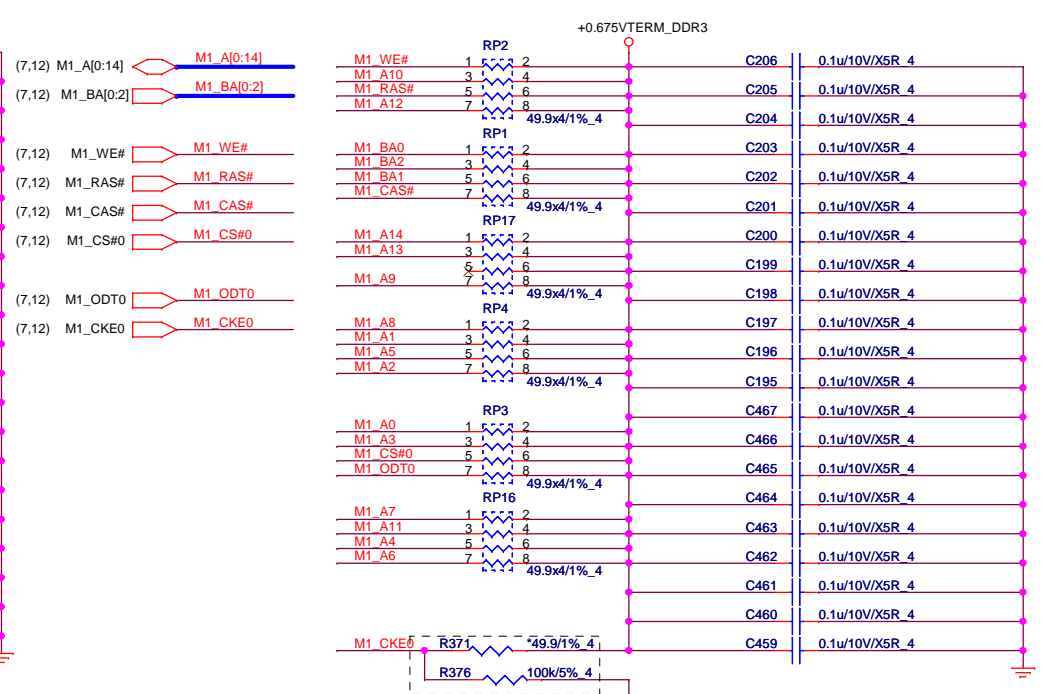 +0.675VTERM_DDR3
(7,12) M1_A[0:14] M1_A[0:14]
(7,12) M1_BA[0:2] M1_BA[0:2]
(7,12) M1_WE# M1_WE#
(7,12) M1_RAS# M1_RAS#
(7,12) M1_CAS# M1_CAS#
(7,12) M1_CS#0 M1_CS#0
(7,12) M1_ODT0 M1_ODT0
(7,12) M1_CKE0 M1_CKE0
RP2
M1_WE# 1 2
M1_A10 3 4
M1_RAS# 5 6
M1_A12 7 8
49.9x4/1%_4
RP1
M1_BA0 1 2
M1_BA2 3 4
M1_BA1 5 6
M1_CAS# 7 8
49.9x4/1%_4
RP17
M1_A14 1 2
M1_A13 3 4
5 6
M1_A9 7 8
49.9x4/1%_4
RP4
M1_A8 1 2
M1_A1 3 4
M1_A5 5 6
M1_A2 7 8
49.9x4/1%_4
RP3
M1_A0 1 2
M1_A3 3 4
M1_CS#0 5 6
M1_ODT0 7 8
49.9x4/1%_4
RP16
M1_A7 1 2
M1_A11 3 4
M1_A4 5 6
M1_A6 7 8
49.9x4/1%_4
M1_CKE0 R371 *49.9/1%_4
R376 100k/5%_4
C206 0.1u/10V/X5R_4
C205 0.1u/10V/X5R_4
C204 0.1u/10V/X5R_4
C203 0.1u/10V/X5R_4
C202 0.1u/10V/X5R_4
C201 0.1u/10V/X5R_4
C200 0.1u/10V/X5R_4
C199 0.1u/10V/X5R_4
C198 0.1u/10V/X5R_4
C197 0.1u/10V/X5R_4
C196 0.1u/10V/X5R_4
C195 0.1u/10V/X5R_4
C467 0.1u/10V/X5R_4
C466 0.1u/10V/X5R_4
C465 0.1u/10V/X5R_4
C464 0.1u/10V/X5R_4
C463 0.1u/10V/X5R_4
C462 0.1u/10V/X5R_4
C461 0.1u/10V/X5R_4
C460 0.1u/10V/X5R_4
C459 0.1u/10V/X5R_4